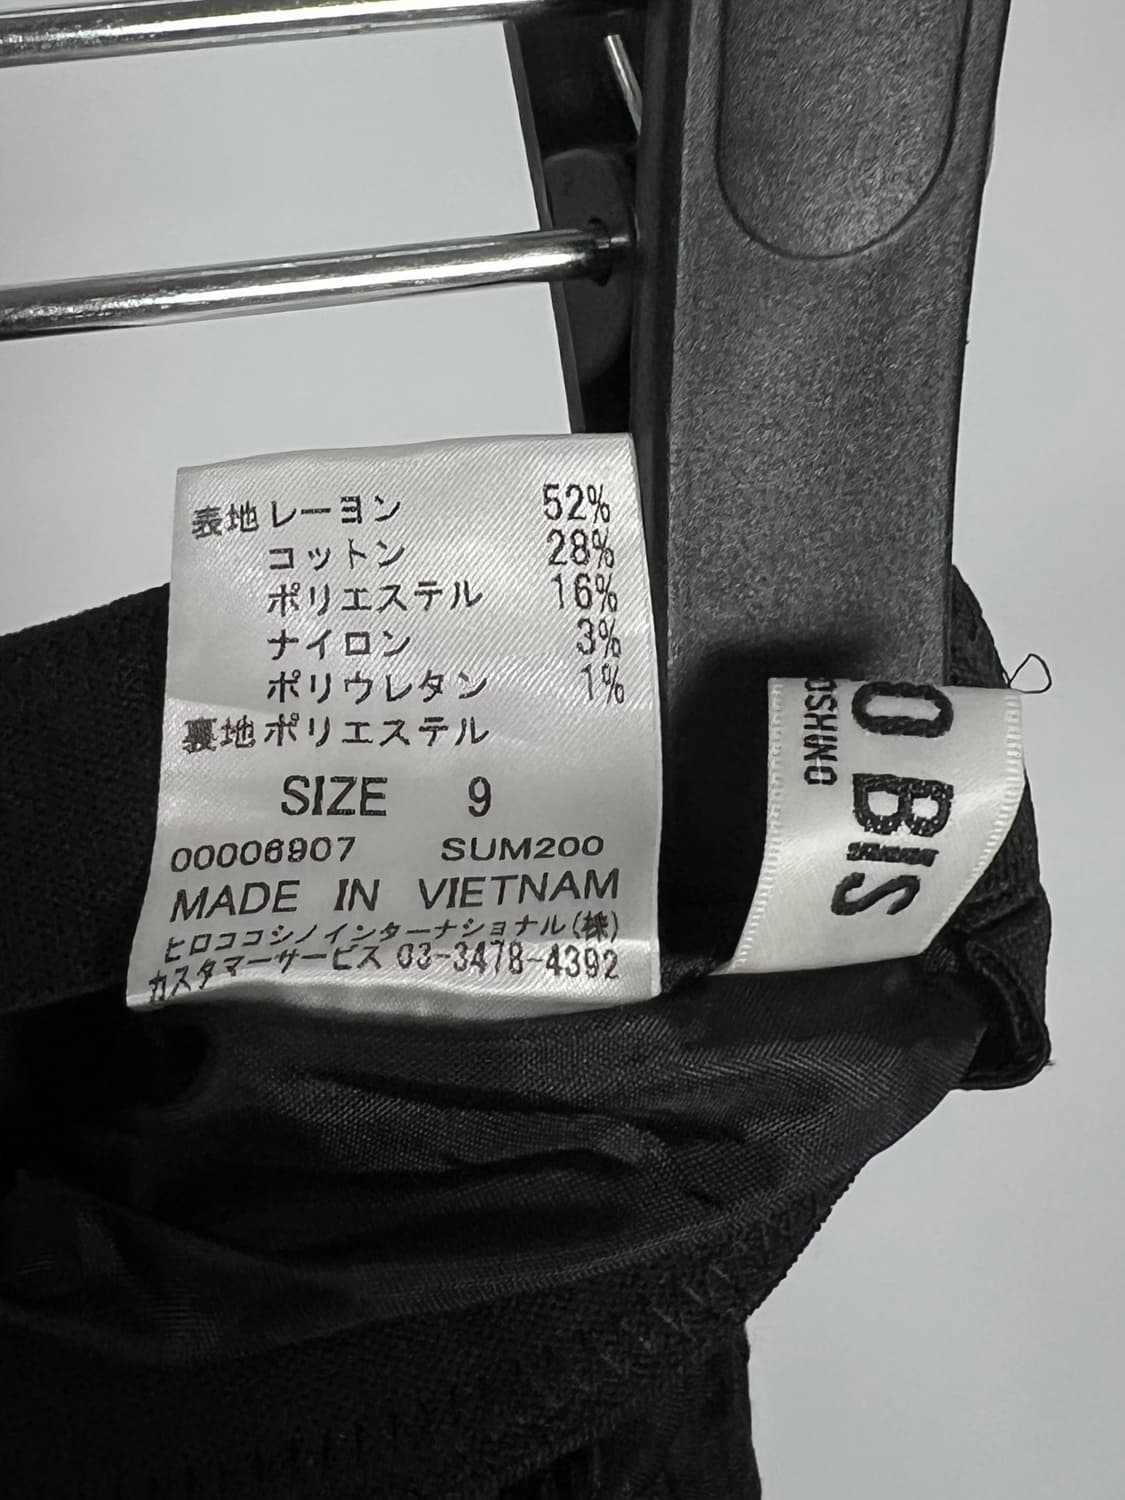 表地 レーヨン 52%
コットン 28%
ポリエステル 16%
ナイロン 3%
ポリウレタン 1%
裏地 ポリエステル
SIZE 9
00006907 SUM200
MADE IN VIETNAM
ヒロココシノインターナショナル(株)
カスタマーサービス 03-3478-4392
O BIS
OSHINO